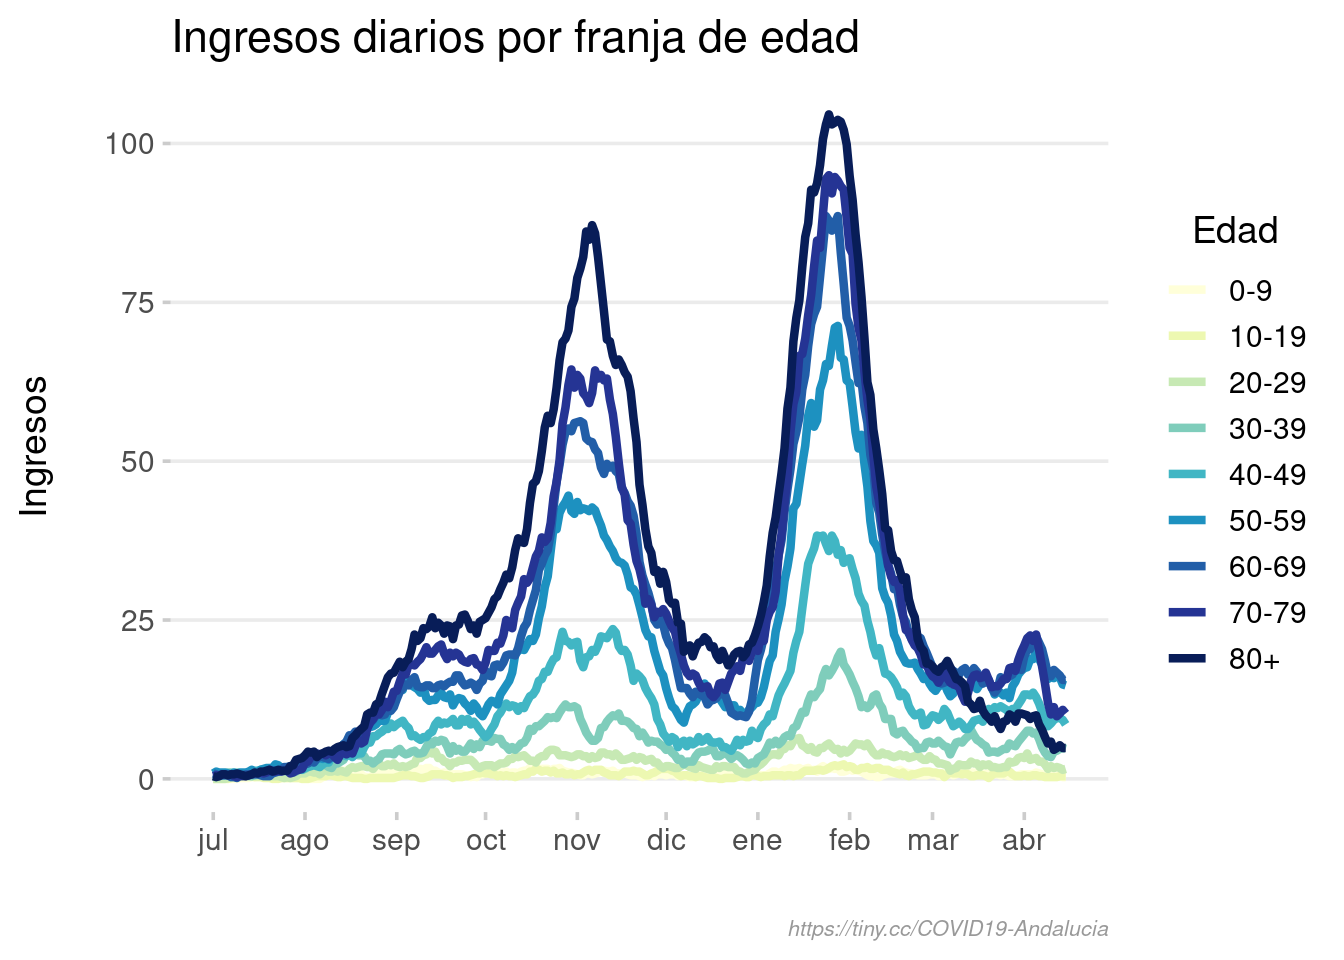 Ingresos diarios por franja de edad
Ingresos
100
75
50
25
0
jul ago sep oct nov dic ene feb mar abr
Edad
0-9
10-19
20-29
30-39
40-49
50-59
60-69
70-79
80+
https://tiny.cc/COVID19-Andalucia